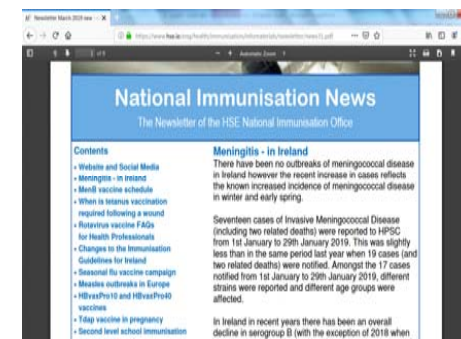 Newsletter March 2019 new
1 of 9
Automatic Zoom
National Immunisation News
The Newsletter of the HSE National Immunisation Office
Contents
• Website and Social Media
• Meningitis - in Ireland
• MenB vaccine schedule
• When is tetanus vaccination
required following a wound
• Rotavirus vaccine FAQs
for Health Professionals
• Changes to the Immunisation
Guidelines for Ireland
• Seasonal flu vaccine campaign
• Measles outbreaks in Europe
• HBvaxPro10 and HBvaxPro40
vaccines
• Tdap vaccine in pregnancy
• Second level school immunisation
Meningitis - in Ireland
There have been no outbreaks of meningococcal disease
in Ireland however the recent increase in cases reflects
the known increased incidence of meningococcal disease
in winter and early spring.
Seventeen cases of Invasive Meningococcal Disease
(including two related deaths) were reported to HPSC
from 1st January to 29th January 2019. This was slightly
less than in the same period last year when 19 cases (and
two related deaths) were notified. Amongst the 17 cases
notified from 1st January to 29th January 2019, different
strains were reported and different age groups were
affected.
In Ireland in recent years there has been an overall
decline in serogroup B (with the exception of 2018 when